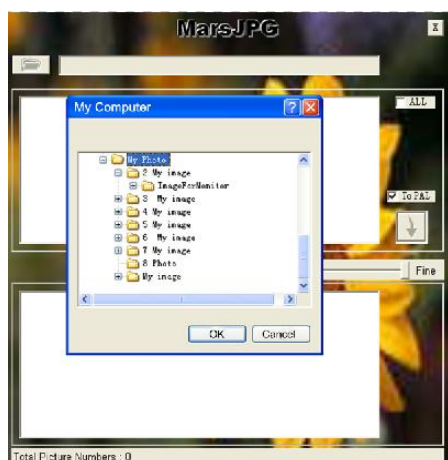 MarsJPG
X
ALL
My Computer
?
X
My Photo
2 My image
ImageForMonitor
3 My image
4 My image
5 My image
6 My image
7 My image
8 Photo
My image
To PAL
Fine
OK
Cancel
Total Picture Numbers : 0